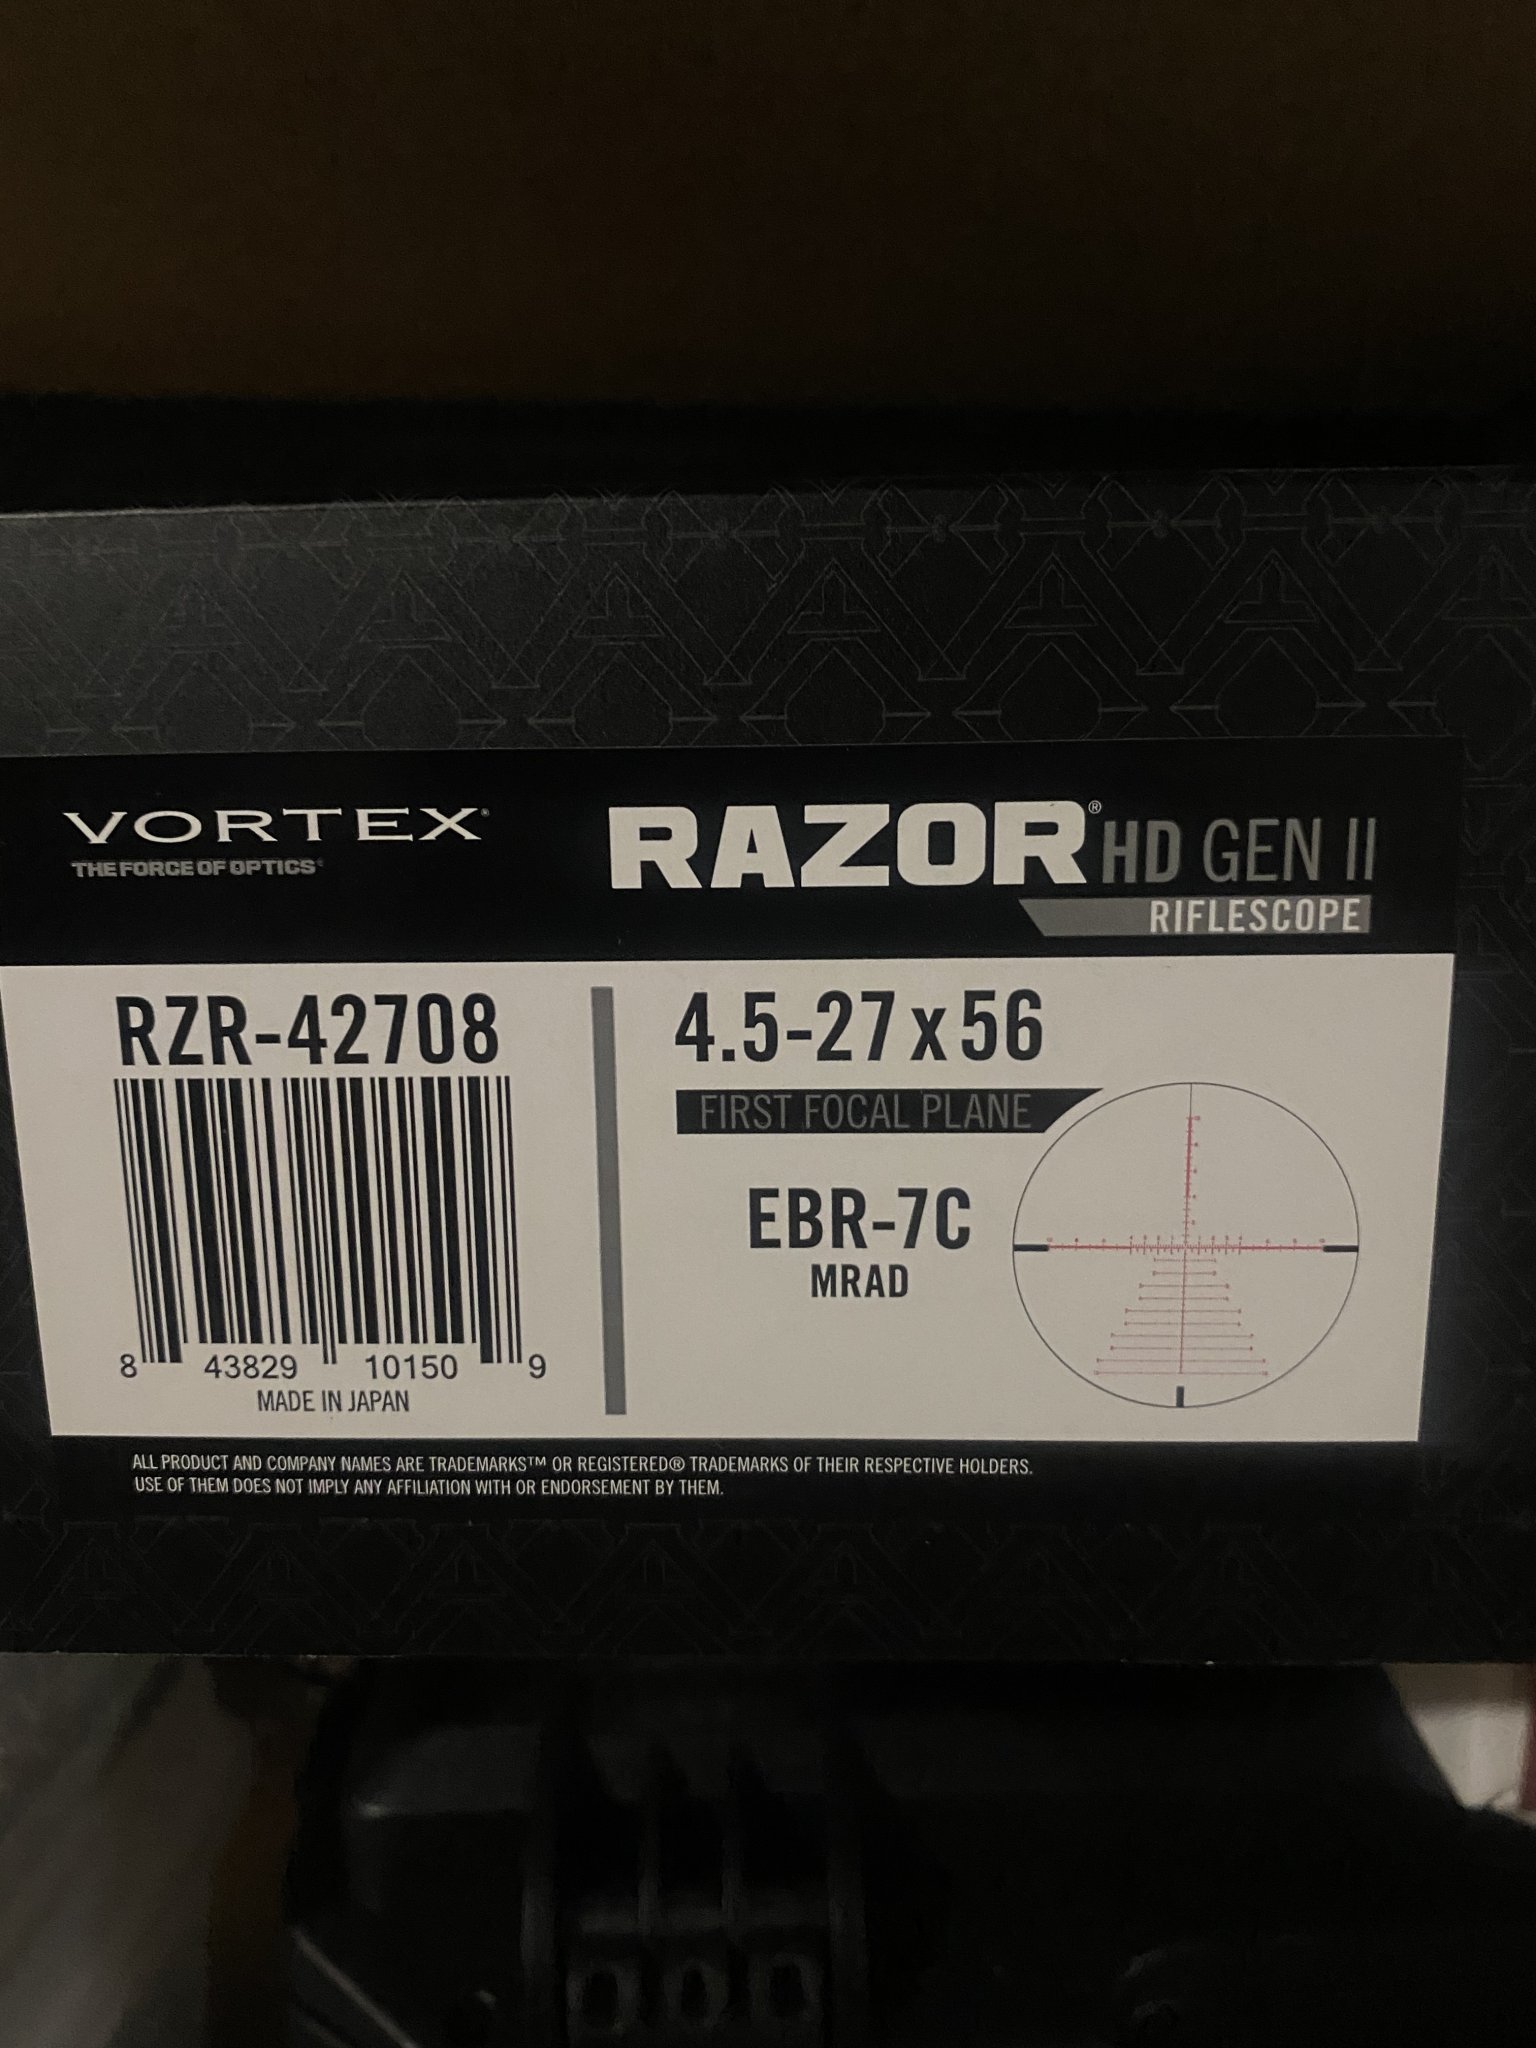 VORTEX®
THE FORCE OF OPTICS®
RAZOR® HD GEN II
RIFLESCOPE
RZR-42708
8 43829 10150 9
MADE IN JAPAN
4.5-27 x 56
FIRST FOCAL PLANE
EBR-7C
MRAD
ALL PRODUCT AND COMPANY NAMES ARE TRADEMARKS™ OR REGISTERED® TRADEMARKS OF THEIR RESPECTIVE HOLDERS.
USE OF THEM DOES NOT IMPLY ANY AFFILIATION WITH OR ENDORSEMENT BY THEM.